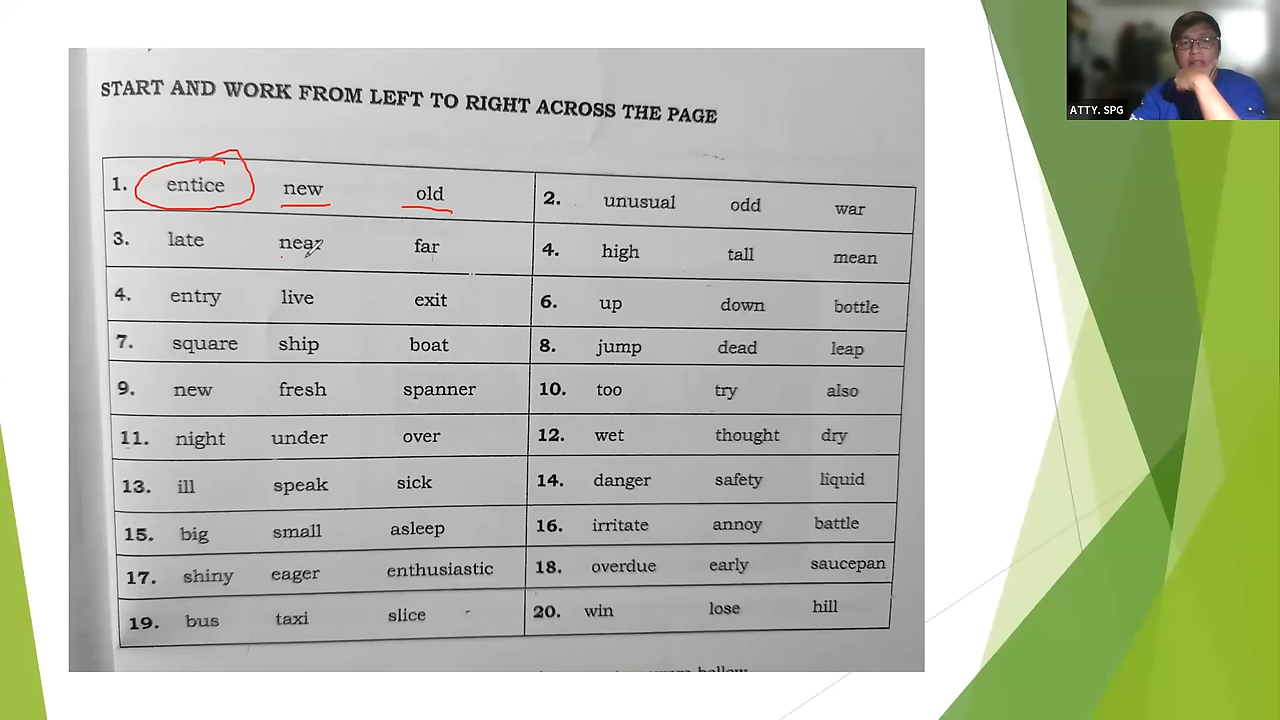 ATTY. SPG
START AND WORK FROM LEFT TO RIGHT ACROSS THE PAGE
1. entice new old 2. unusual odd war
3. late near far 4. high tall mean
4. entry live exit 6. up down bottle
7. square ship boat 8. jump dead leap
9. new fresh spanner 10. too try also
11. night under over 12. wet thought dry
13. ill speak sick 14. danger safety liquid
15. big small asleep 16. irritate annoy battle
17. shiny eager enthusiastic 18. overdue early saucepan
19. bus taxi slice 20. win lose hill